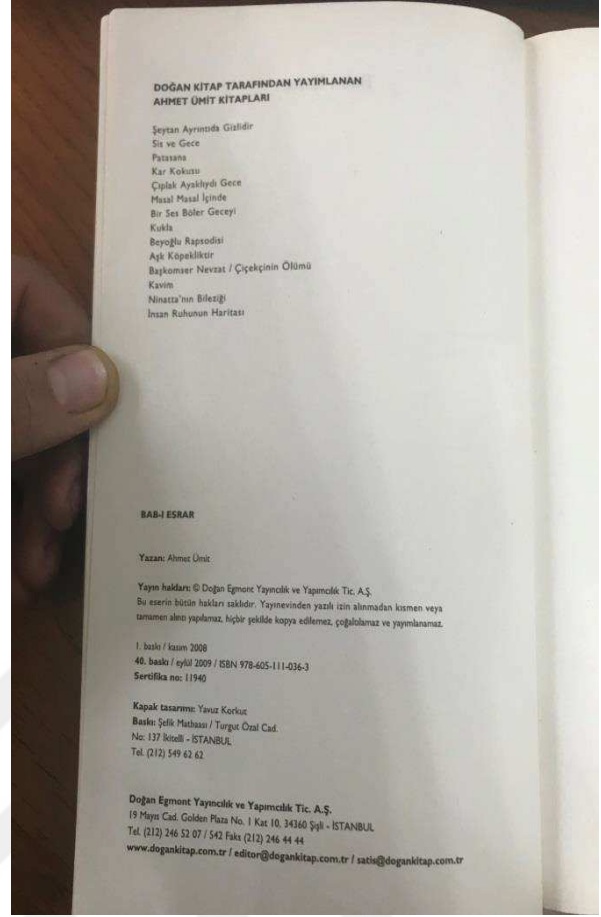 DOĞAN KİTAP TARAFINDAN YAYIMLANAN
AHMET ÜMİT KİTAPLARI
Şeytan Ayrıntıda Gizlidir
Sis ve Gece
Patasana
Kar Kokusu
Çıplak Ayaklıydı Gece
Masal Masal İçinde
Bir Ses Böler Geceyi
Kukla
Beyoğlu Rapsodisi
Aşk Köpekliktir
Başkomser Nevzat / Çiçekçinin Ölümü
Kavim
Ninatta'nın Bileziği
İnsan Ruhunun Haritası
BAB-I ESRAR
Yazan: Ahmet Ümit
Yayın hakları: © Doğan Egmont Yayıncılık ve Yapımcılık Tic. A.Ş.
Bu eserin bütün hakları saklıdır. Yayınevinden yazılı izin alınmadan kısmen veya
tamamen alıntı yapılamaz, hiçbir şekilde kopya edilemez, çoğaltılamaz ve yayımlanamaz.
1. baskı / kasım 2008
40. baskı / eylül 2009 / ISBN 978-605-111-036-3
Sertifika no: 11940
Kapak tasarımı: Yavuz Korkut
Baskı: Şefik Matbaası / Turgut Özal Cad.
No: 137 İkitelli - İSTANBUL
Tel. (212) 549 62 62
Doğan Egmont Yayıncılık ve Yapımcılık Tic. A.Ş.
19 Mayıs Cad. Golden Plaza No. 1 Kat 10, 34360 Şişli - İSTANBUL
Tel. (212) 246 52 07 / 542 Faks (212) 246 44 44
www.dogankitap.com.tr / editor@dogankitap.com.tr / satis@dogankitap.com.tr